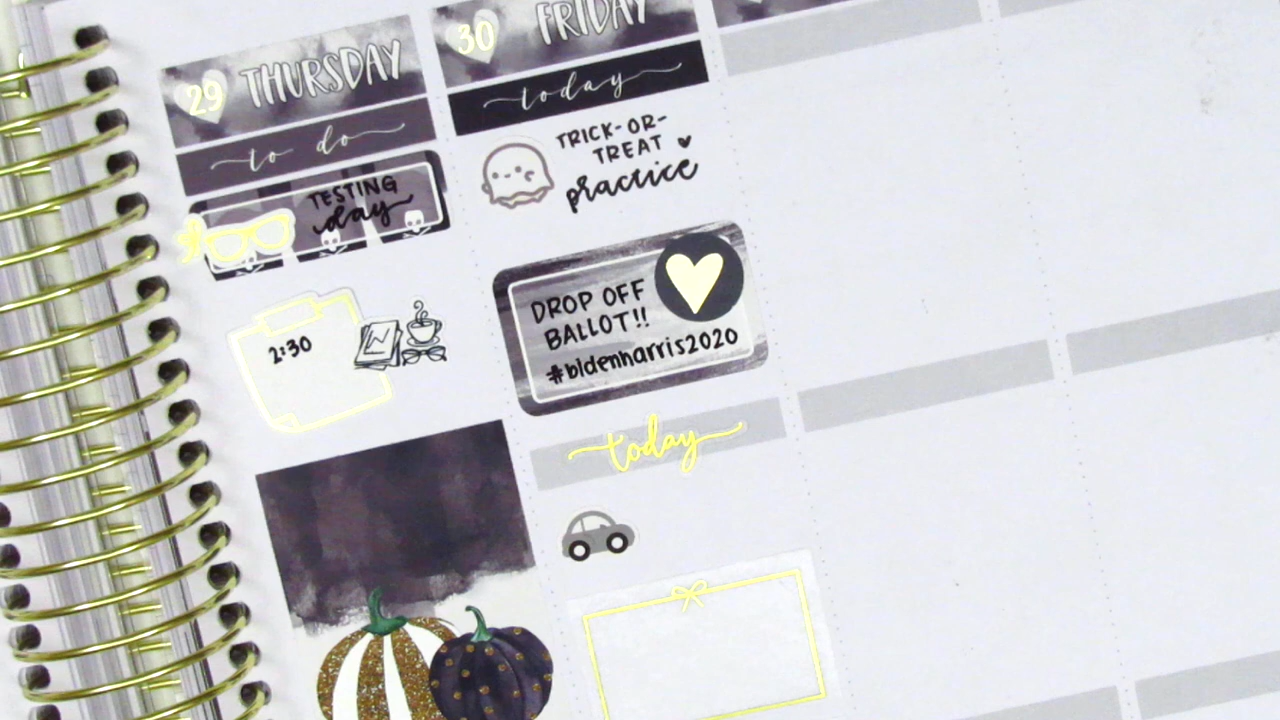 29 THURSDAY
to do
TESTING
day
2:30
30 FRIDAY
today
TRICK-OR-
TREAT
practice
DROP OFF
BALLOT!!
#bidenharris2020
today